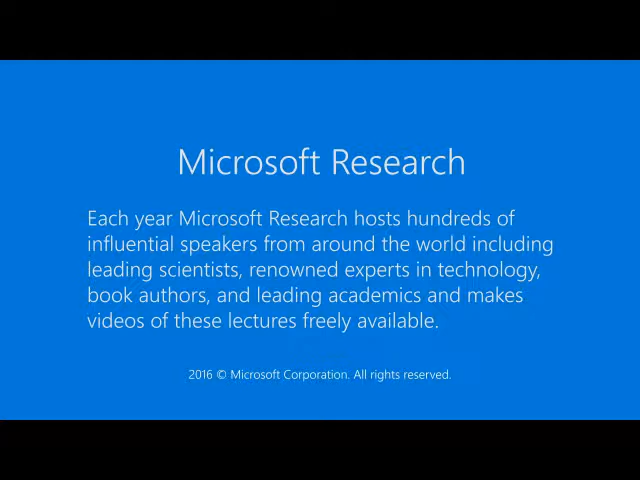 Microsoft Research
Each year Microsoft Research hosts hundreds of
influential speakers from around the world including
leading scientists, renowned experts in technology,
book authors, and leading academics and makes
videos of these lectures freely available.
2016 © Microsoft Corporation. All rights reserved.